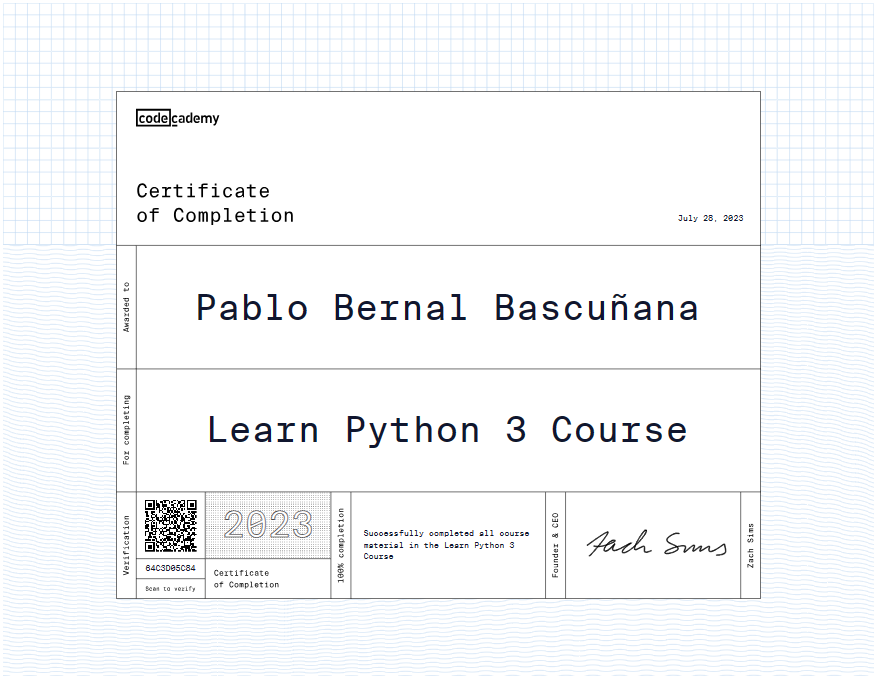 codecademy
Certificate
of Completion
July 28, 2023
Awarded to
Pablo Bernal Bascuñana
For completing
Learn Python 3 Course
Verification
64C3D05C84
Scan to verify
2023
Certificate
of Completion
100% completion
Successfully completed all course
material in the Learn Python 3
Course
Founder & CEO
Zach Sims
Zach Sims